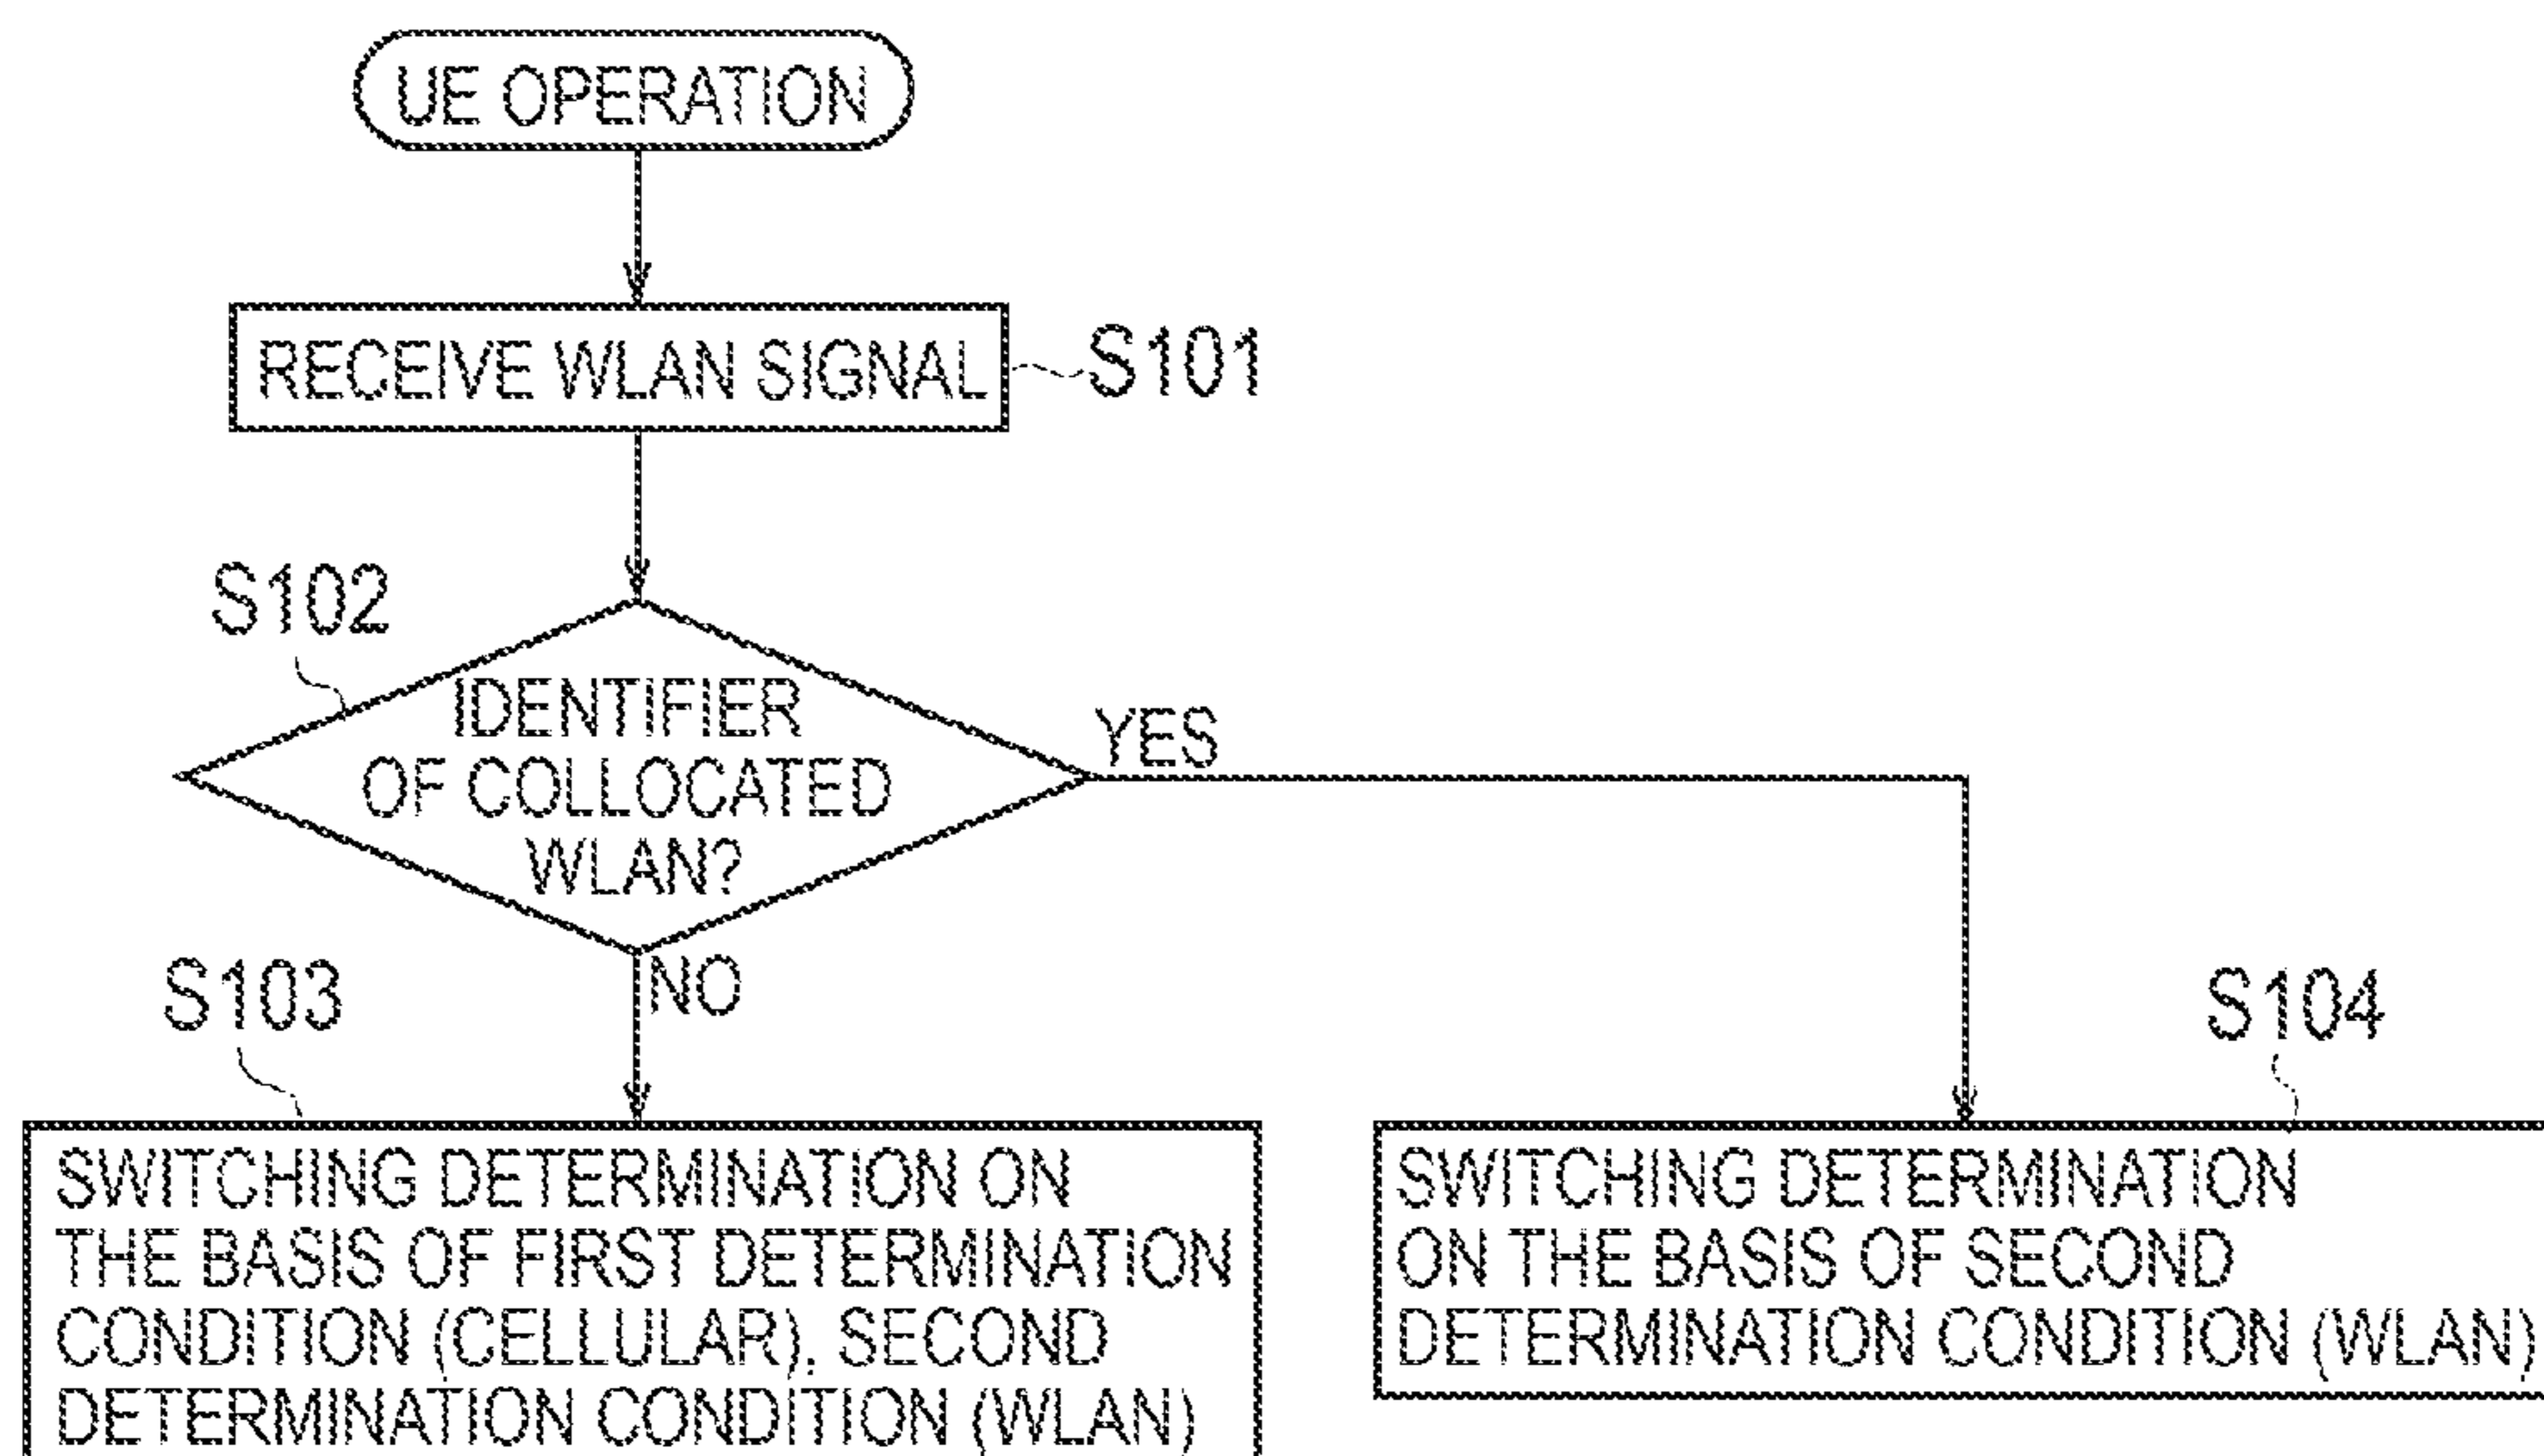 UE OPERATION
RECEIVE WLAN SIGNAL
S101
S102
IDENTIFIER
OF COLLOCATED
WLAN?
YES
NO
S103
SWITCHING DETERMINATION ON
THE BASIS OF FIRST DETERMINATION
CONDITION (CELLULAR), SECOND
DETERMINATION CONDITION (WLAN)
S104
SWITCHING DETERMINATION
ON THE BASIS OF SECOND
DETERMINATION CONDITION (WLAN)